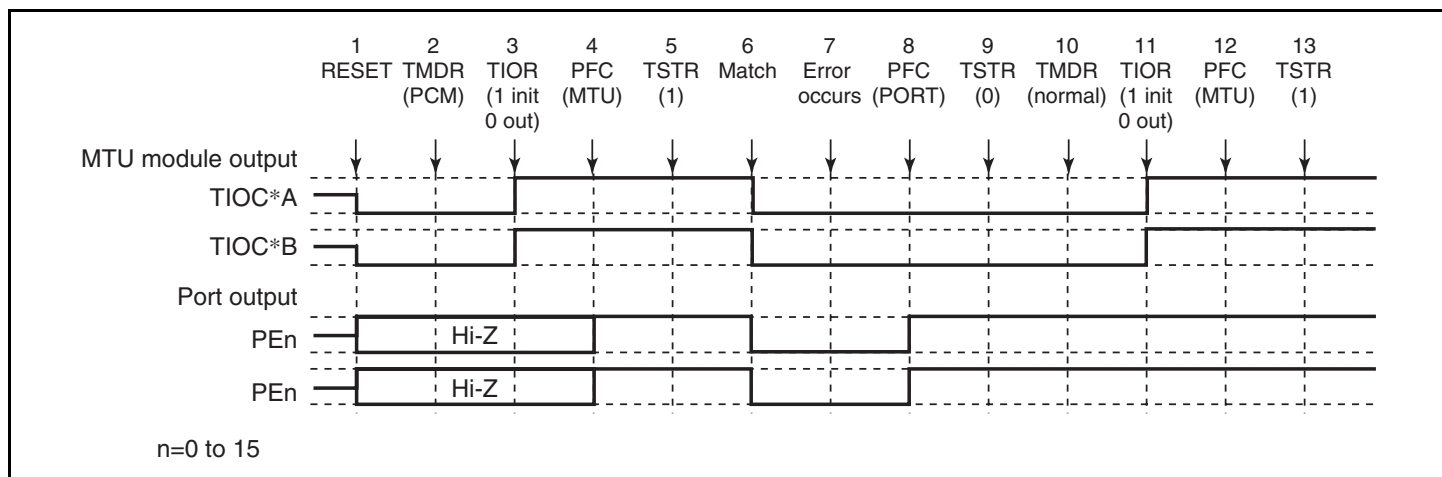 1 2 3 4 5 6 7 8 9 10 11 12 13
RESET TMDR TIOR PFC TSTR Match Error PFC TSTR TMDR TIOR PFC TSTR
(PCM) (1 init (MTU) (1) occurs (PORT) (0) (normal) (1 init (MTU) (1)
0 out) 0 out)
MTU module output
TIOC*A
TIOC*B
Port output
PEn Hi-Z
PEn Hi-Z
n=0 to 15